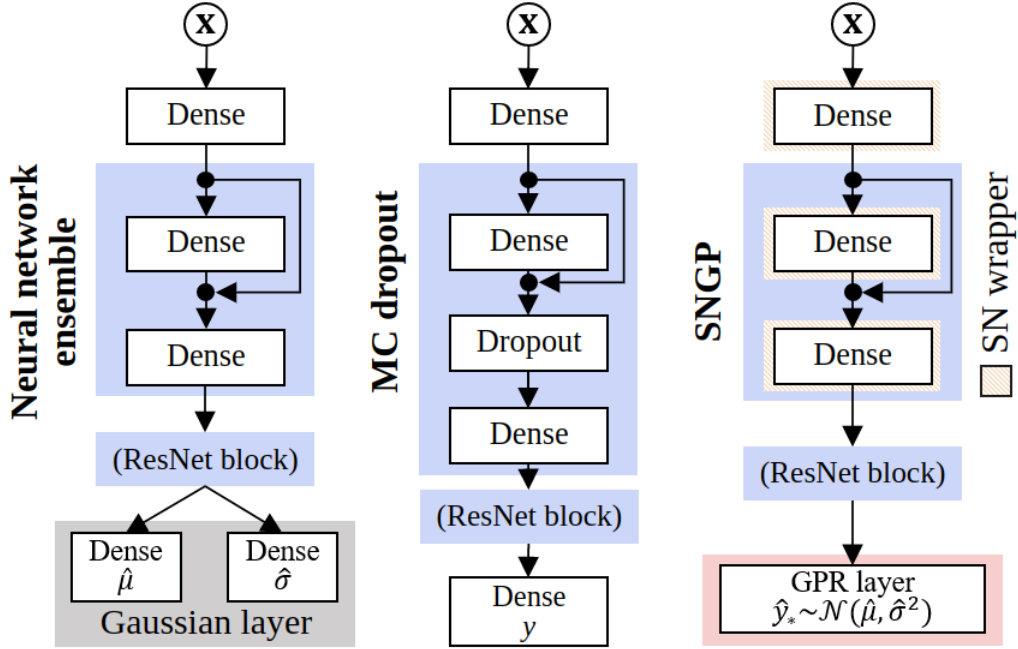 x
Dense
Neural network
ensemble
Dense
Dense
(ResNet block)
Dense
μ̂
Dense
σ̂
Gaussian layer
x
Dense
MC dropout
Dense
Dropout
Dense
(ResNet block)
Dense
y
x
Dense
SNGP
Dense
Dense
SN wrapper
(ResNet block)
GPR layer
ŷ*~𝒩(μ̂, σ̂²)